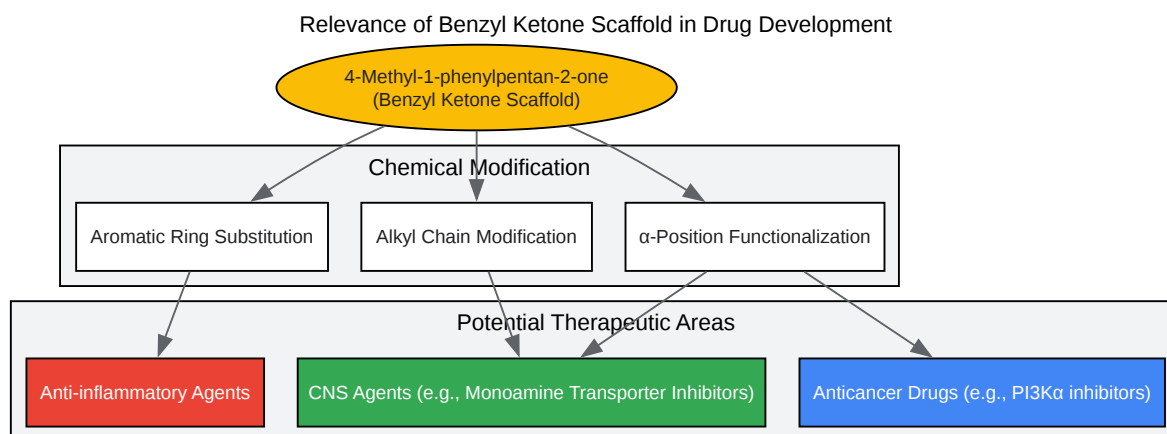 Relevance of Benzyl Ketone Scaffold in Drug Development
4-Methyl-1-phenylpentan-2-one
(Benzyl Ketone Scaffold)
Chemical Modification
Aromatic Ring Substitution
Alkyl Chain Modification
α-Position Functionalization
Potential Therapeutic Areas
Anti-inflammatory Agents
CNS Agents (e.g., Monoamine Transporter Inhibitors)
Anticancer Drugs (e.g., PI3Kα inhibitors)